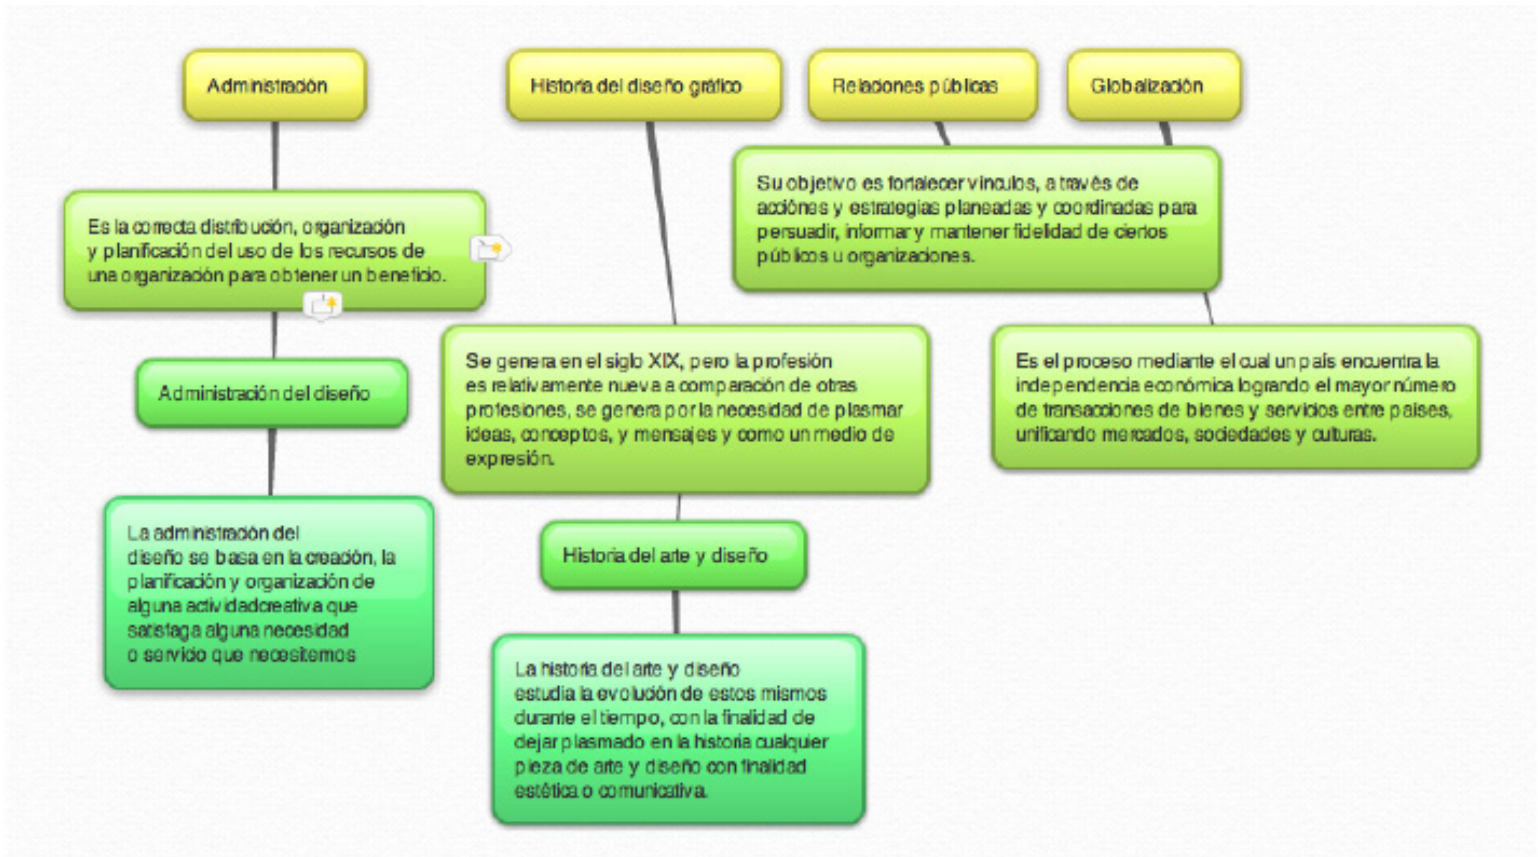 Administración
Historia del diseño gráfico
Relaciones públicas
Globalización
Es la correcta distribución, organización
y planificación del uso de los recursos de
una organización para obtener un beneficio.
Administración del diseño
La administración del
diseño se basa en la creación, la
planificación y organización de
alguna actividadcreativa que
satisfaga alguna necesidad
o servicio que necesitemos
Se genera en el siglo XIX, pero la profesión
es relativamente nueva a comparación de otras
profesiones, se genera por la necesidad de plasmar
ideas, conceptos, y mensajes y como un medio de
expresión.
Historia del arte y diseño
La historia del arte y diseño
estudia la evolución de estos mismos
durante el tiempo, con la finalidad de
dejar plasmado en la historia cualquier
pieza de arte y diseño con finalidad
estética o comunicativa.
Su objetivo es fortalecer vínculos, a través de
acciónes y estrategias planeadas y coordinadas para
persuadir, informar y mantener fidelidad de ciertos
públicos u organizaciones.
Es el proceso mediante el cual un país encuentra la
independencia económica logrando el mayor número
de transacciones de bienes y servicios entre países,
unificando mercados, sociedades y culturas.